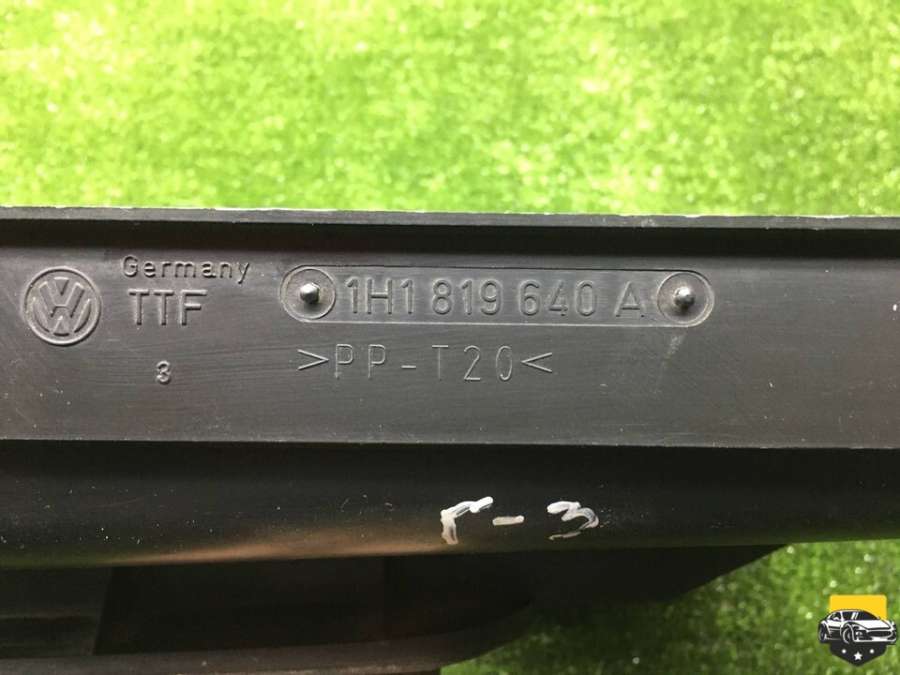 Germany
TTF
1H1 819 640 A
3
>PP-T20<
Г-3